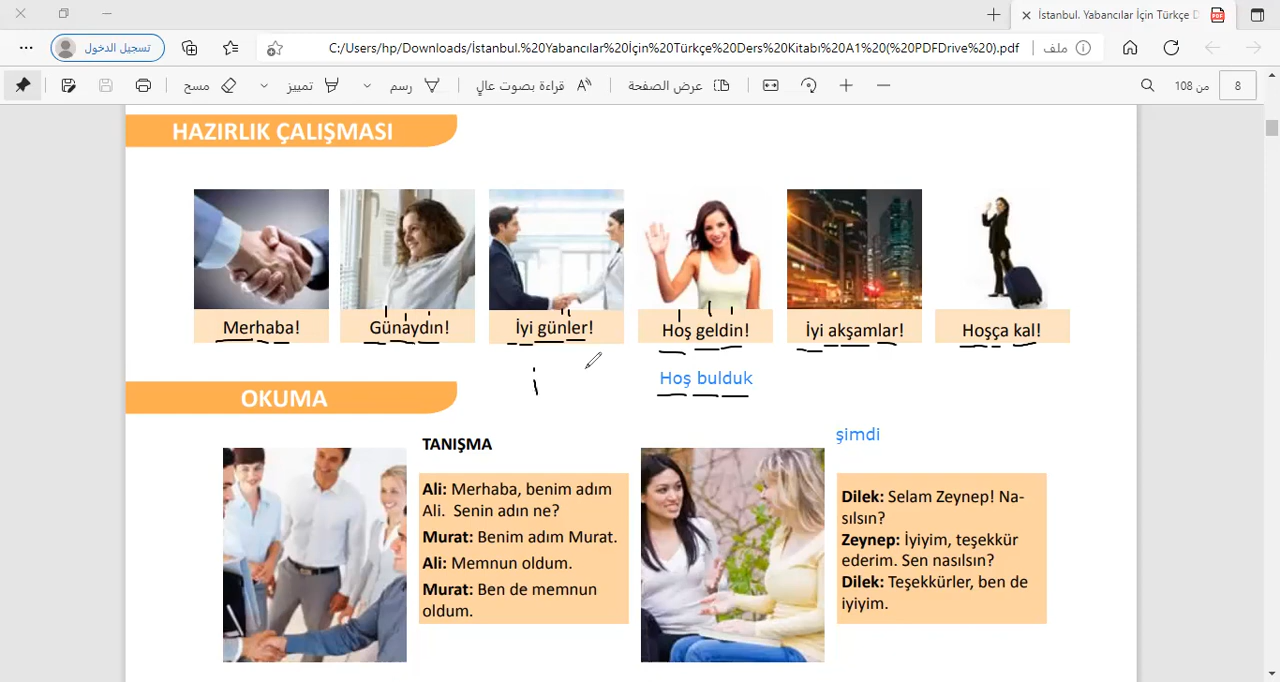 İstanbul. Yabancılar İçin Türkçe D
تسجيل الدخول
C:/Users/hp/Downloads/İstanbul.%20Yabancılar%20İçin%20Türkçe%20Ders%20Kitabı%20A1%20(%20PDFDrive%20).pdf
ملف
مسح
تمييز
رسم
قراءة بصوت عالٍ
عرض الصفحة
من 108
8
HAZIRLIK ÇALIŞMASI
Merhaba!
Günaydın!
İyi günler!
Hoş geldin!
İyi akşamlar!
Hoşça kal!
i
Hoş bulduk
OKUMA
şimdi
TANIŞMA
Ali: Merhaba, benim adım
Ali. Senin adın ne?
Murat: Benim adım Murat.
Ali: Memnun oldum.
Murat: Ben de memnun
oldum.
Dilek: Selam Zeynep! Na-
sılsın?
Zeynep: İyiyim, teşekkür
ederim. Sen nasılsın?
Dilek: Teşekkürler, ben de
iyiyim.